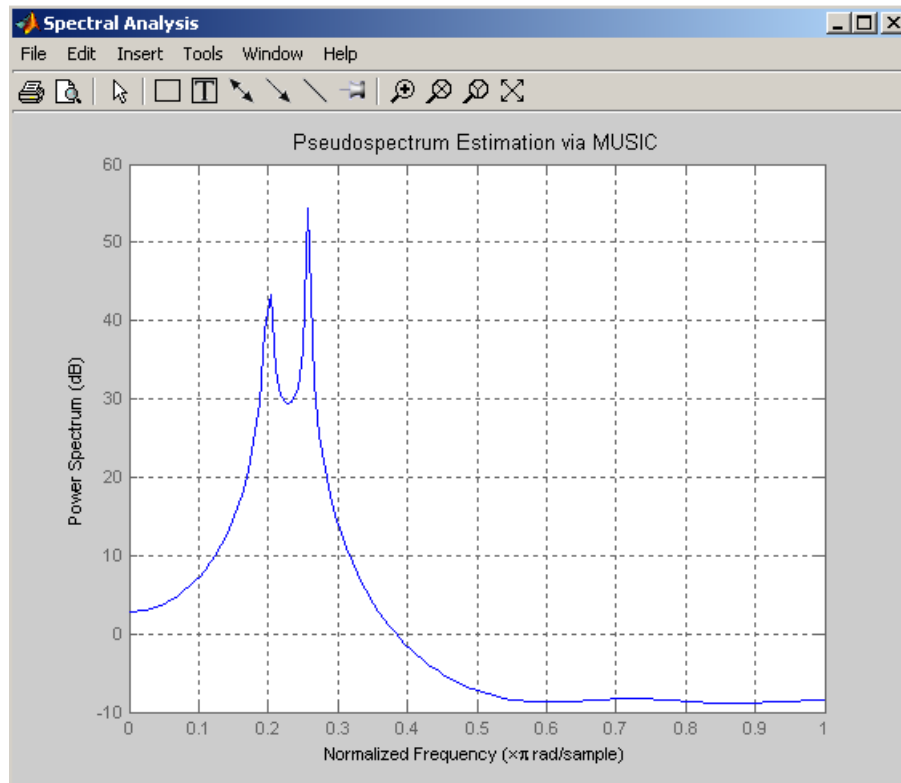 Spectral Analysis
File Edit Insert Tools Window Help
T
Pseudospectrum Estimation via MUSIC
60
50
40
30
20
10
0
-10
Power Spectrum (dB)
0 0.1 0.2 0.3 0.4 0.5 0.6 0.7 0.8 0.9 1
Normalized Frequency (×π rad/sample)